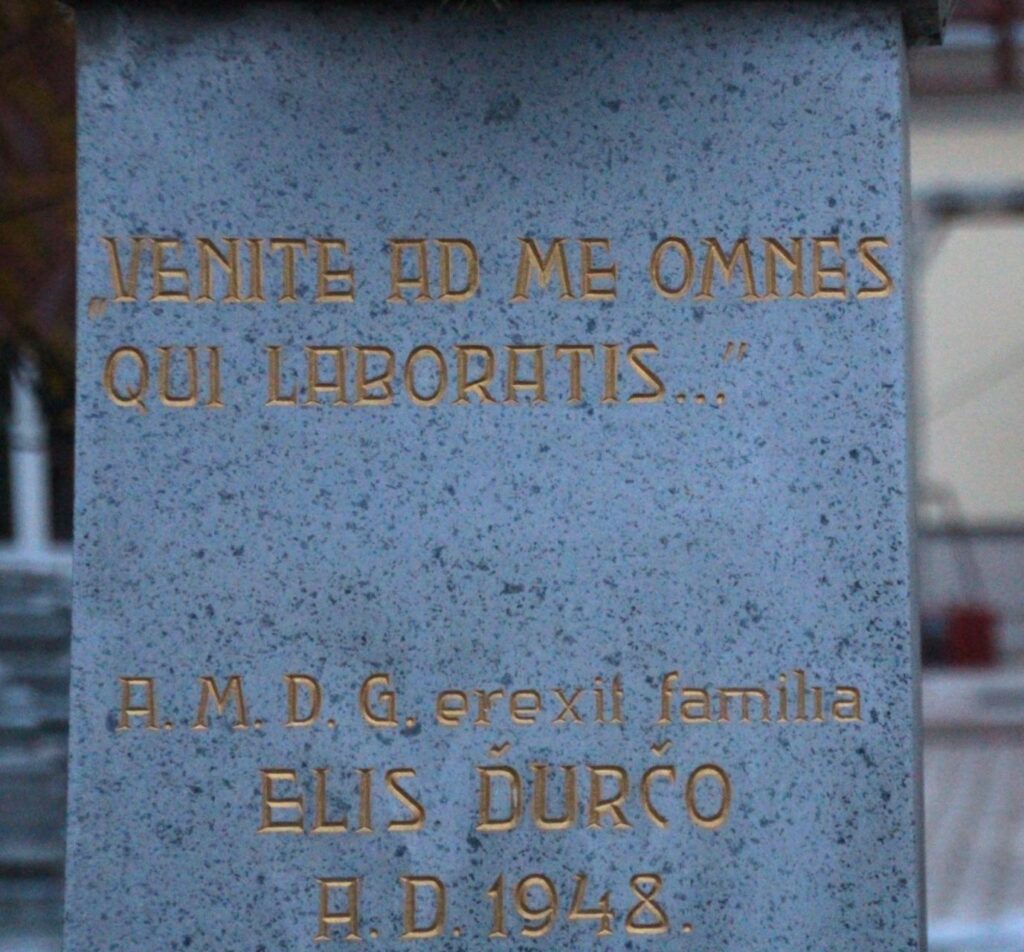 „VENITE AD ME OMNES
QUI LABORATIS..."
A. M. D. G. erexit familia
ELIS ĎURČO
A. D. 1948.